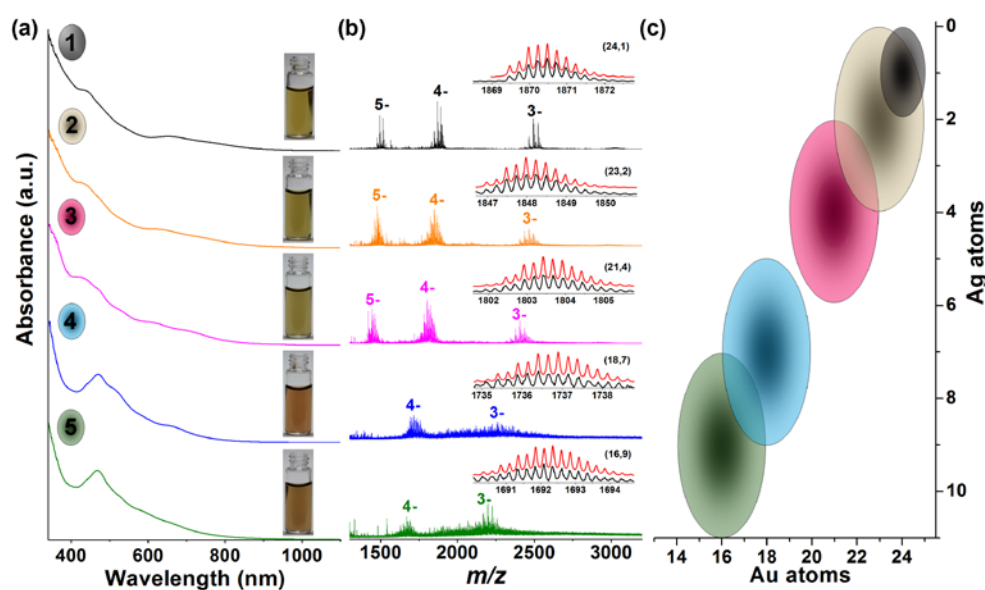 (a)
1
2
3
4
5
Absorbance (a.u.)
400 600 800 1000
Wavelength (nm)
(b)
(24,1)
1869 1870 1871 1872
5- 4- 3-
(23,2)
1847 1848 1849 1850
5- 4- 3-
(21,4)
1802 1803 1804 1805
5- 4- 3-
(18,7)
1735 1736 1737 1738
4- 3-
(16,9)
1691 1692 1693 1694
4- 3-
1500 2000 2500 3000
m/z
(c)
0
2
4
6
8
10
Ag atoms
14 16 18 20 22 24
Au atoms